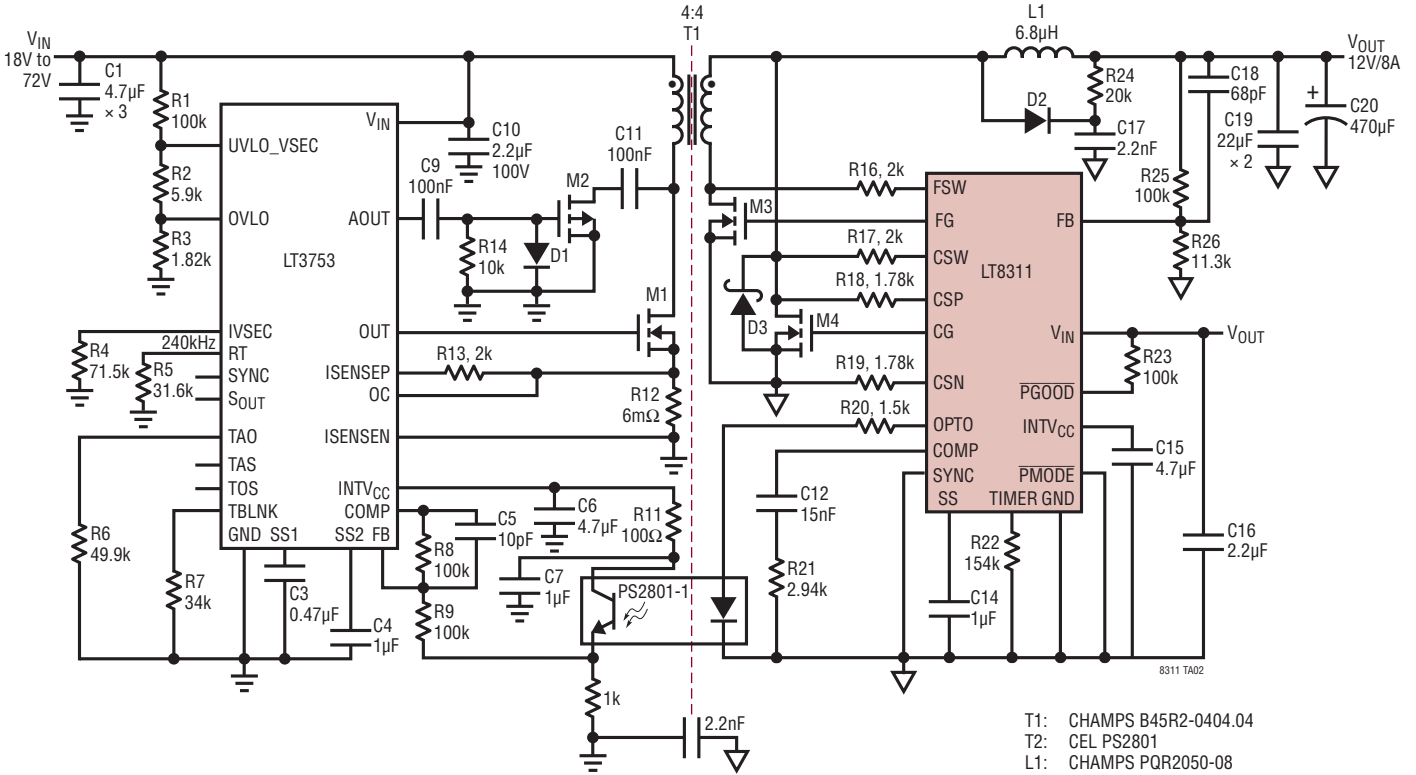 4:4
T1
L1
6.8µH
VIN
18V to
72V
C1
4.7µF
× 3
R1
100k
R2
5.9k
R3
1.82k
UVLO_VSEC
OVLO
LT3753
VIN
AOUT
C10
2.2µF
100V
C9
100nF
C11
100nF
M2
R14
10k
D1
M1
OUT
IVSEC
240kHz
RT
SYNC
SOUT
R4
71.5k
R5
31.6k
ISENSEP
R13, 2k
OC
R12
6mΩ
ISENSEN
TAO
TAS
TOS
TBLNK
INTVCC
COMP
GND
SS1
SS2
FB
R6
49.9k
R7
34k
C3
0.47µF
C4
1µF
R8
100k
C5
10pF
C6
4.7µF
R11
100Ω
C7
1µF
R9
100k
PS2801-1
1k
2.2nF
VOUT
12V/8A
R24
20k
D2
C17
2.2nF
C18
68pF
C19
22µF
× 2
+
C20
470µF
R25
100k
R26
11.3k
R16, 2k
M3
R17, 2k
R18, 1.78k
D3
M4
R19, 1.78k
R20, 1.5k
FSW
FG
CSW
CSP
CG
CSN
OPTO
COMP
SYNC
SS
TIMER
GND
LT8311
FB
VIN
PGOOD
INTVCC
PMODE
VOUT
R23
100k
C15
4.7µF
C16
2.2µF
C12
15nF
R21
2.94k
C14
1µF
R22
154k
8311 TA02
T1: CHAMPS B45R2-0404.04
T2: CEL PS2801
L1: CHAMPS PQR2050-08